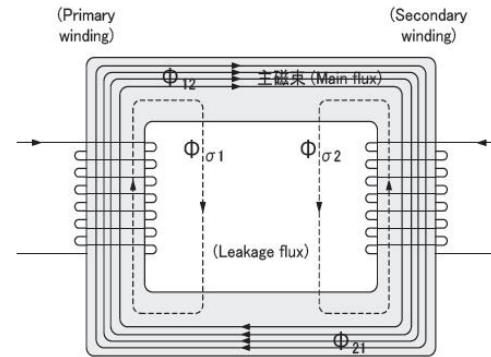 (Primary
winding)
(Secondary
winding)
Φ12
主磁束 (Main flux)
Φσ1
Φσ2
(Leakage flux)
Φ21